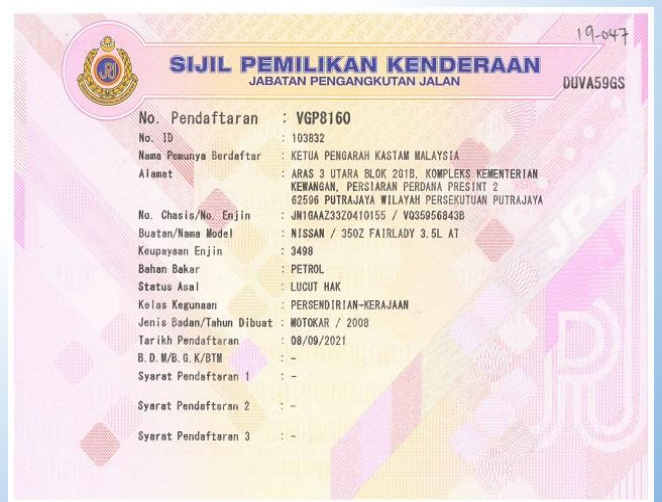 19-047
SIJIL PEMILIKAN KENDERAAN
JABATAN PENGANGKUTAN JALAN
DUVA59GS
No. Pendaftaran : VGP8160
No. ID : 103832
Nama Pemunya Berdaftar : KETUA PENGARAH KASTAM MALAYSIA
Alamat : ARAS 3 UTARA BLOK 2G1B, KOMPLEKS KEMENTERIAN
KEWANGAN, PERSIARAN PERDANA PRESINT 2
62596 PUTRAJAYA WILAYAH PERSEKUTUAN PUTRAJAYA
No. Chasis/No. Enjin : JN1GAAZ33Z0410155 / VQ35956843B
Buatan/Nama Model : NISSAN / 350Z FAIRLADY 3.5L AT
Keupayaan Enjin : 3498
Bahan Bakar : PETROL
Status Asal : LUCUT HAK
Kelas Kegunaan : PERSENDIRIAN-KERAJAAN
Jenis Badan/Tahun Dibuat : MOTOKAR / 2008
Tarikh Pendaftaran : 08/09/2021
B.D.M/B.G.K/BTM : -
Syarat Pendaftaran 1 : -
Syarat Pendaftaran 2 : -
Syarat Pendaftaran 3 : -
JPJ